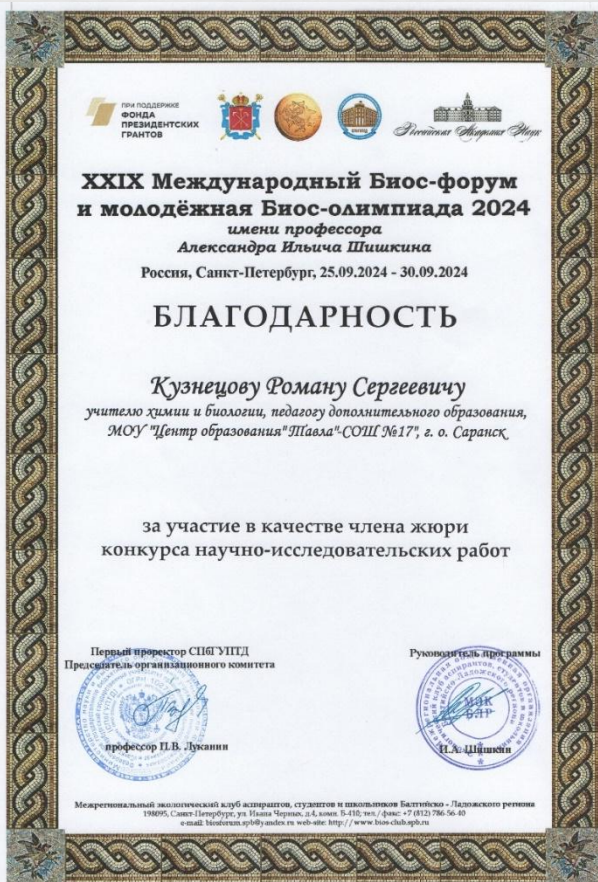 ПРИ ПОДДЕРЖКЕ
ФОНДА
ПРЕЗИДЕНТСКИХ
ГРАНТОВ
Российская Академия Наук
XXIX Международный Биос-форум
и молодёжная Биос-олимпиада 2024
имени профессора
Александра Ильича Шишкина
Россия, Санкт-Петербург, 25.09.2024 - 30.09.2024
БЛАГОДАРНОСТЬ
Кузнецову Роману Сергеевичу
учителю химии и биологии, педагогу дополнительного образования,
МОУ "Центр образования" Тавла"-СОШ №17", г. о. Саранск
за участие в качестве члена жюри
конкурса научно-исследовательских работ
Первый проректор СПбГУПТД
Председатель организационного комитета
профессор П.В. Луканин
Руководитель программы
МЭК
БЛР
И.А. Шишкин
Межрегиональный экологический клуб аспирантов, студентов и школьников Балтийско - Ладожского региона
198095, Санкт-Петербург, ул. Ивана Черных, д.4, комн. Б-410; тел./факс: +7 (812) 786-56-40
e-mail: biosforum.spb@yandex.ru web-site: http://www.bios-club.spb.ru